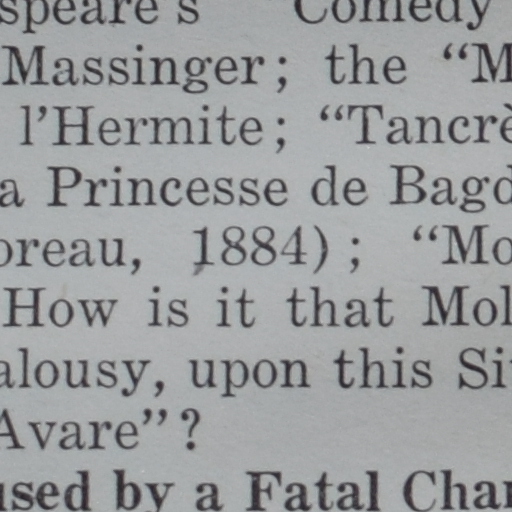 speare's "Comedy
Massinger; the "M
l'Hermite; "Tancrè
a Princesse de Bagd
oreau, 1884); "Mo
How is it that Mol
alousy, upon this Si
Avare"?
used by a Fatal Char